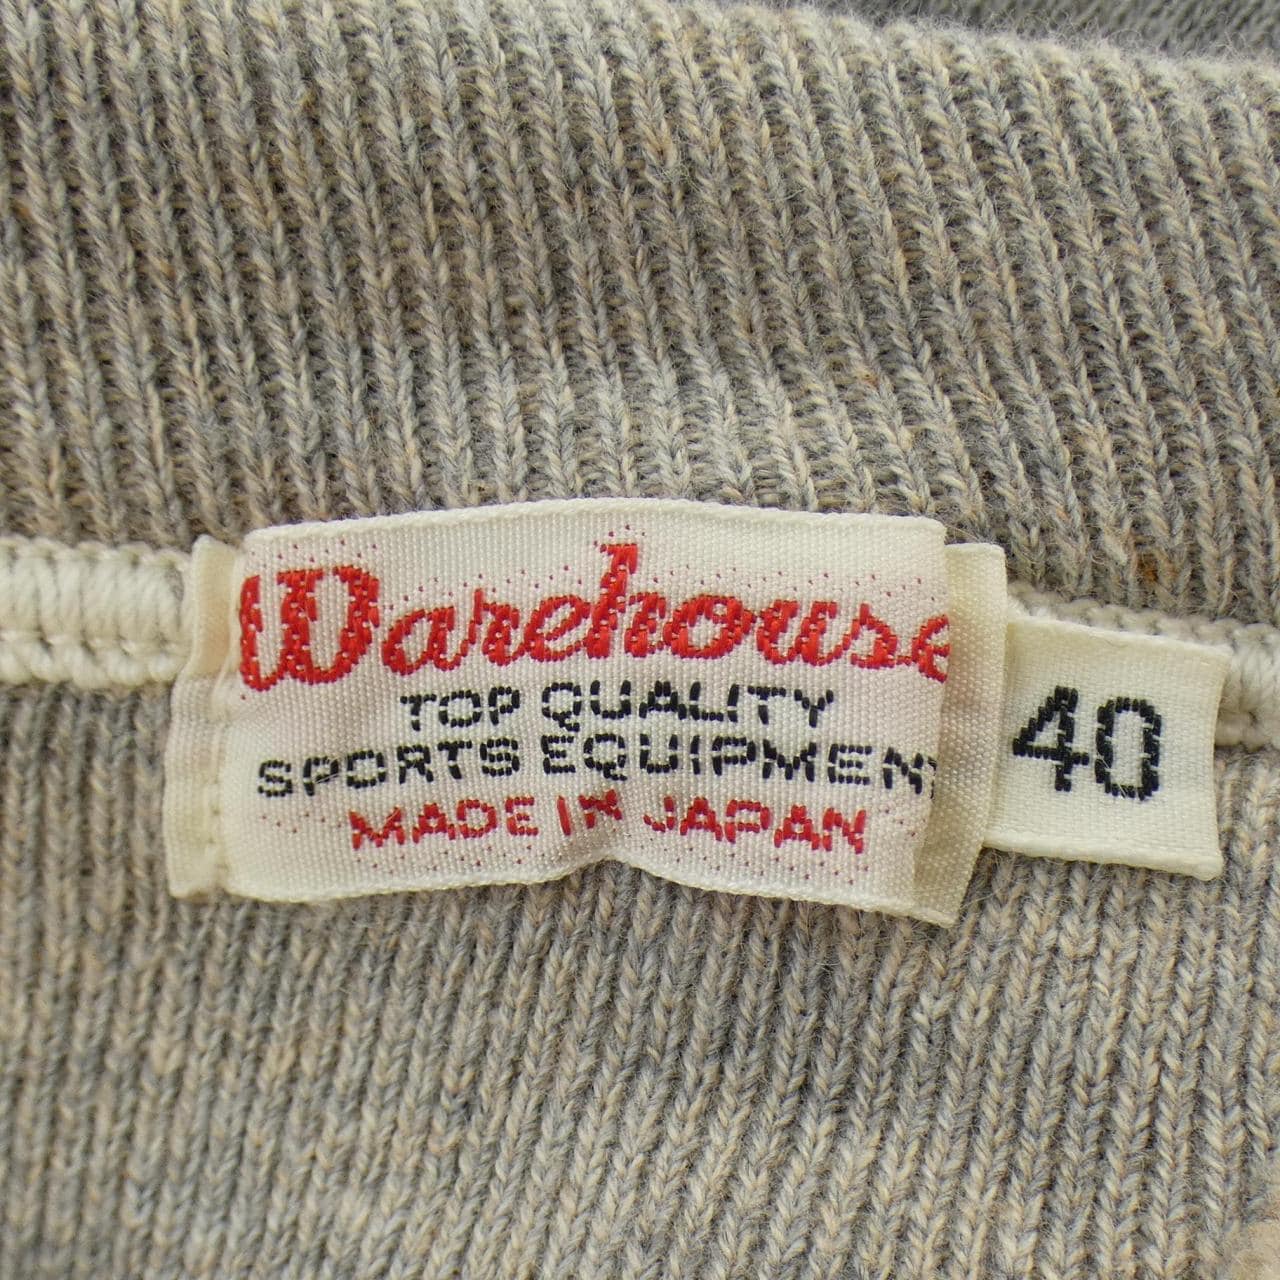 Warehouse
TOP QUALITY
SPORTS EQUIPMENT
MADE IN JAPAN
40